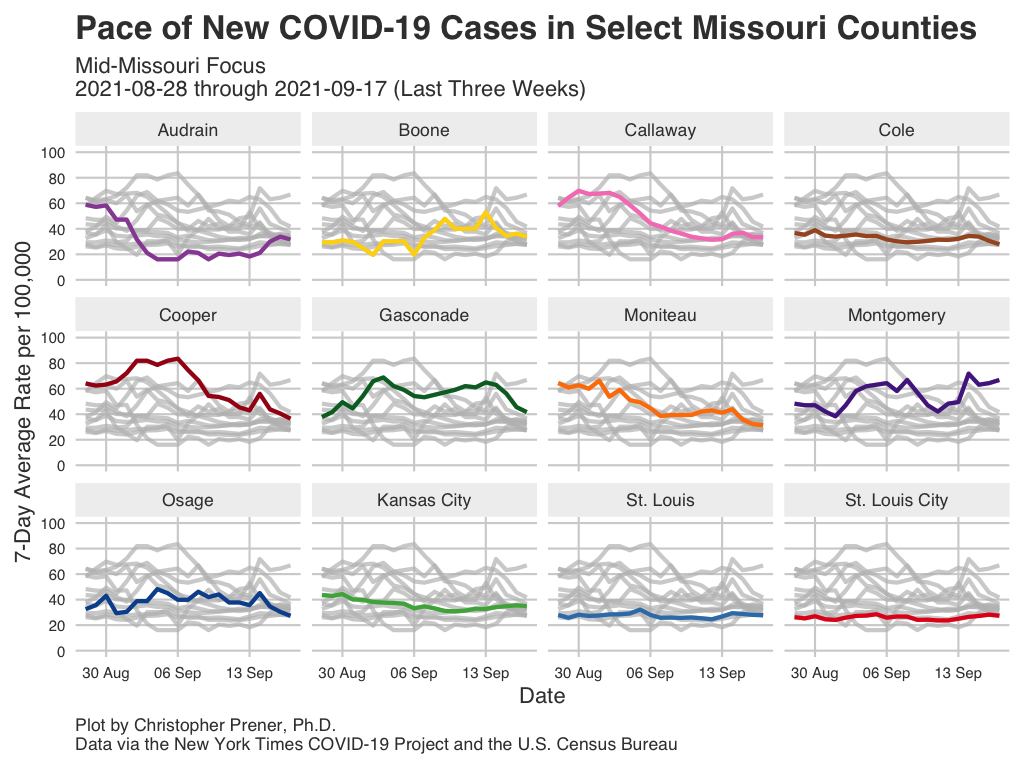 Pace of New COVID-19 Cases in Select Missouri Counties
Mid-Missouri Focus
2021-08-28 through 2021-09-17 (Last Three Weeks)
7-Day Average Rate per 100,000
Audrain Boone Callaway Cole
100
80
60
40
20
0
Cooper Gasconade Moniteau Montgomery
100
80
60
40
20
0
Osage Kansas City St. Louis St. Louis City
100
80
60
40
20
0
30 Aug 06 Sep 13 Sep 30 Aug 06 Sep 13 Sep 30 Aug 06 Sep 13 Sep 30 Aug 06 Sep 13 Sep
Date
Plot by Christopher Prener, Ph.D.
Data via the New York Times COVID-19 Project and the U.S. Census Bureau